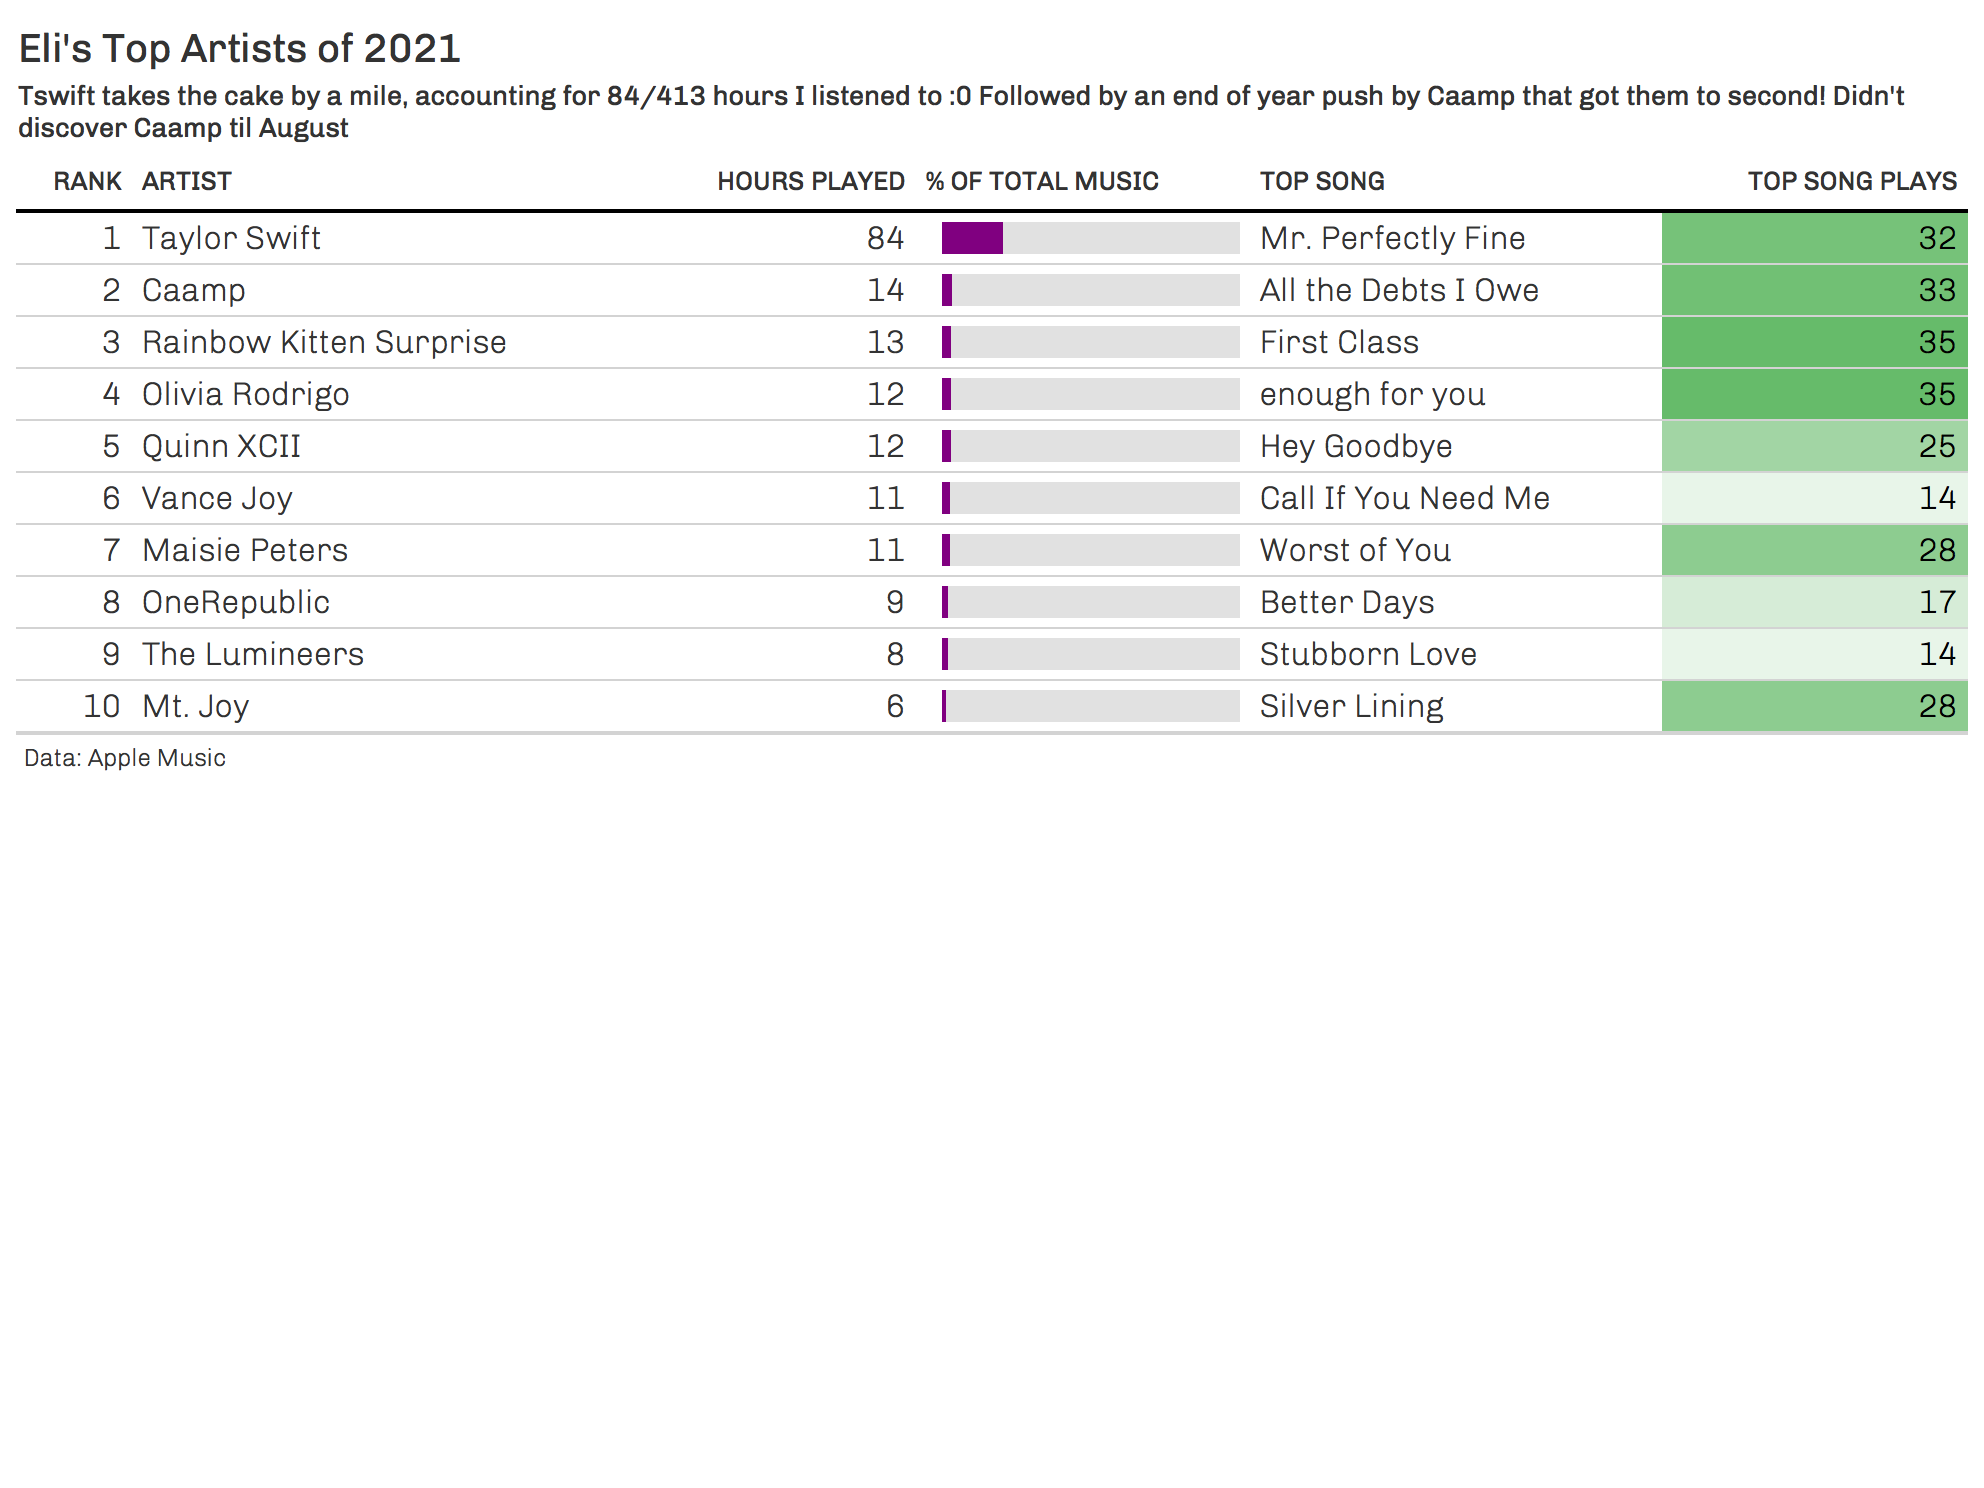 Eli's Top Artists of 2021
Tswift takes the cake by a mile, accounting for 84/413 hours I listened to :0 Followed by an end of year push by Caamp that got them to second! Didn't
discover Caamp til August
RANK ARTIST HOURS PLAYED % OF TOTAL MUSIC TOP SONG TOP SONG PLAYS
1 Taylor Swift 84 Mr. Perfectly Fine 32
2 Caamp 14 All the Debts I Owe 33
3 Rainbow Kitten Surprise 13 First Class 35
4 Olivia Rodrigo 12 enough for you 35
5 Quinn XCII 12 Hey Goodbye 25
6 Vance Joy 11 Call If You Need Me 14
7 Maisie Peters 11 Worst of You 28
8 OneRepublic 9 Better Days 17
9 The Lumineers 8 Stubborn Love 14
10 Mt. Joy 6 Silver Lining 28
Data: Apple Music